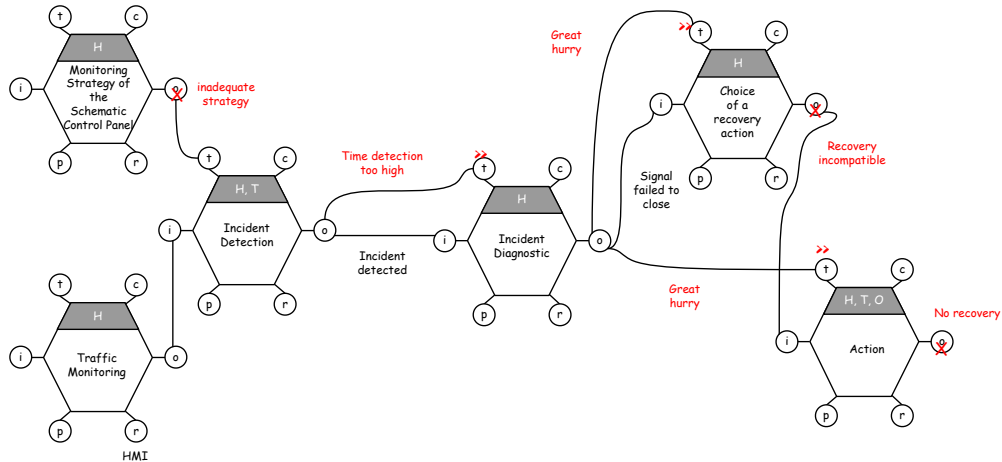 t
c
H
i
Monitoring
Strategy of
the
Schematic
Control Panel
o
inadequate
strategy
p
r
t
c
H, T
i
Incident
Detection
o
p
r
t
c
H
i
Traffic
Monitoring
o
p
r
HMI
Time detection
too high
Incident
detected
»
t
c
H
i
Incident
Diagnostic
o
p
r
Great
hurry
Signal
failed to
close
»
t
c
H
i
Choice
of a
recovery
action
o
p
r
Recovery
incompatible
Great
hurry
»
t
c
H, T, O
i
Action
o
p
r
No recovery